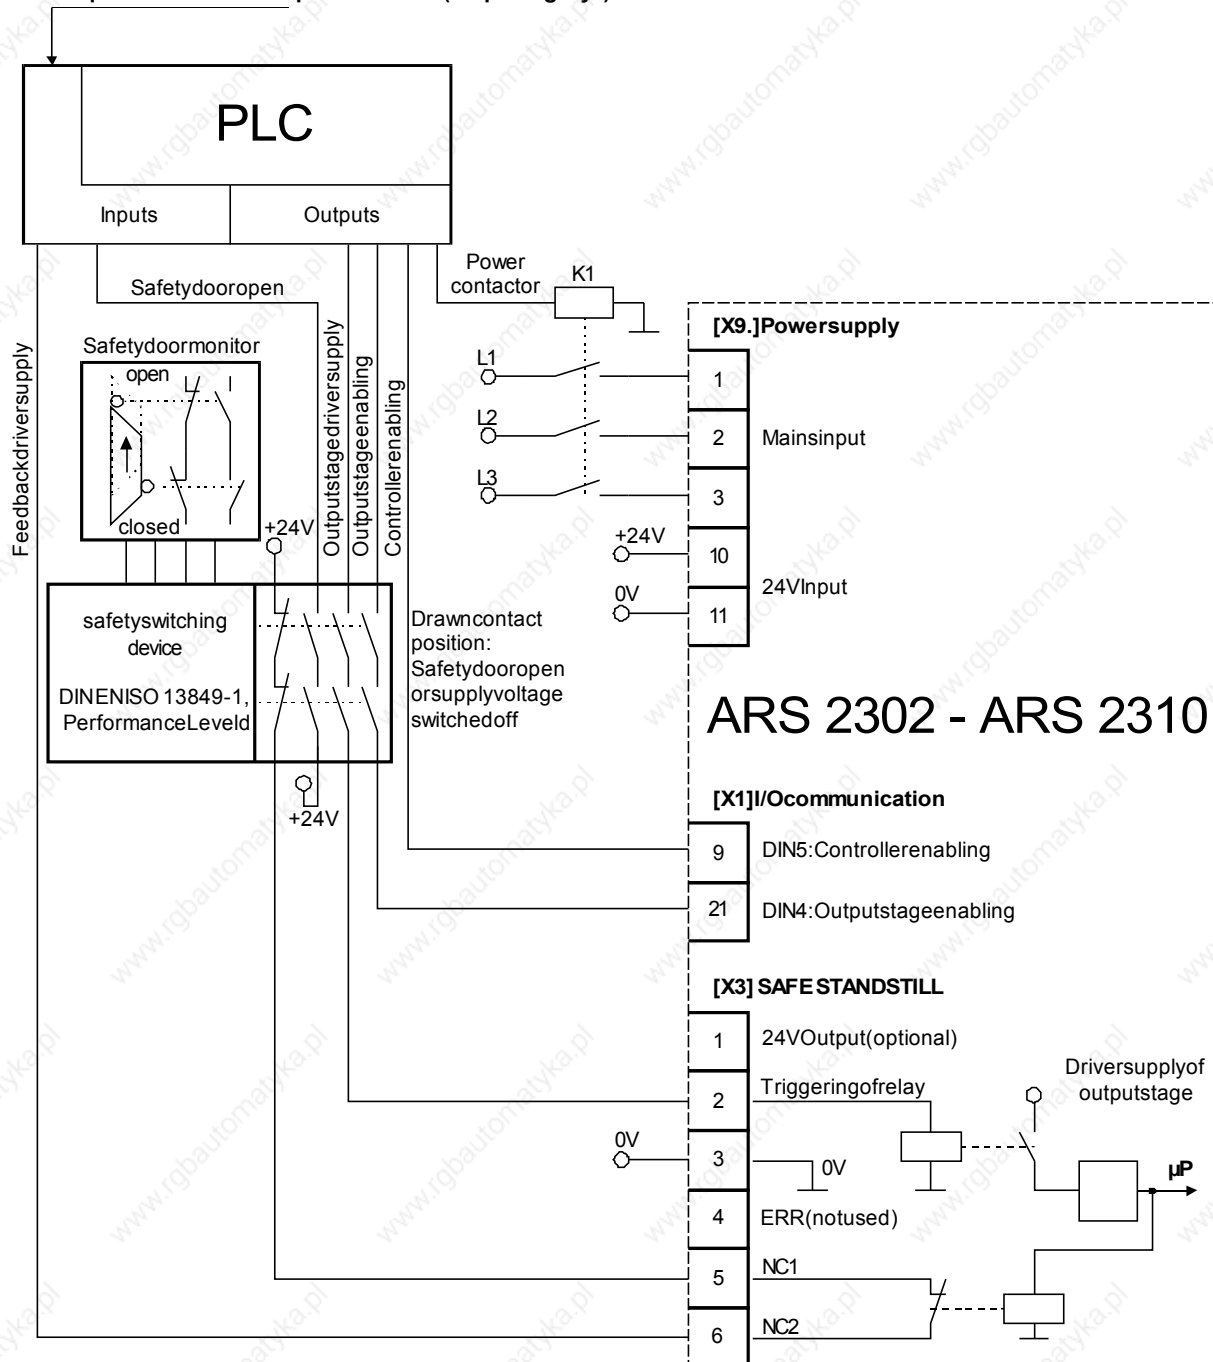 PLC
Inputs
Outputs
Power
contactor
K1
Safetydooropen
[X9.]Powersupply
Safetydoormonitor
open
closed
Feedbackdriversupply
Outputstagedriversupply
Outputstageenabling
Controllerenabling
L1
1
L2
2
Mainsinput
L3
3
+24V
+24V
10
24VInput
0V
11
safetyswitching
device
DINENISO 13849-1,
PerformanceLeveld
Drawncontact
position:
Safetydooropen
orsupplyvoltage
switchedoff
+24V
ARS 2302 - ARS 2310
[X1]I/Ocommunication
9
DIN5:Controllerenabling
21
DIN4:Outputstageenabling
[X3] SAFE STANDSTILL
1
24VOutput(optional)
2
Triggeringofrelay
Driversupplyof
outputstage
0V
3
0V
µP
4
ERR(notused)
5
NC1
6
NC2
www.rgbautomatyka.pl